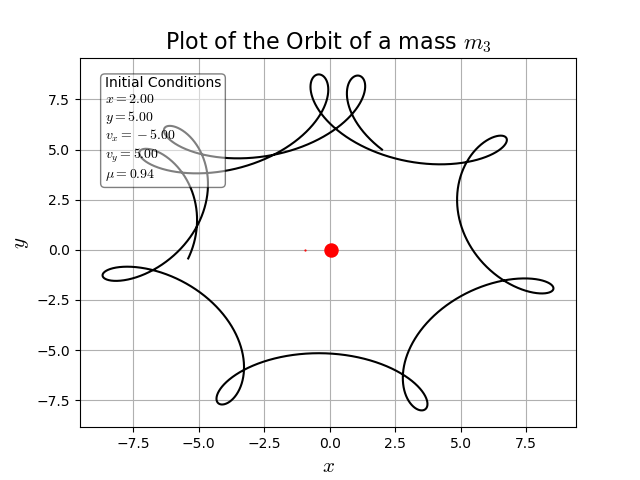 Plot of the Orbit of a mass m₃
Initial Conditions
x = 2.00
y = 5.00
vₓ = −5.00
v_y = 5.00
μ = 0.94
y
7.5
5.0
2.5
0.0
−2.5
−5.0
−7.5
−7.5 −5.0 −2.5 0.0 2.5 5.0 7.5
x